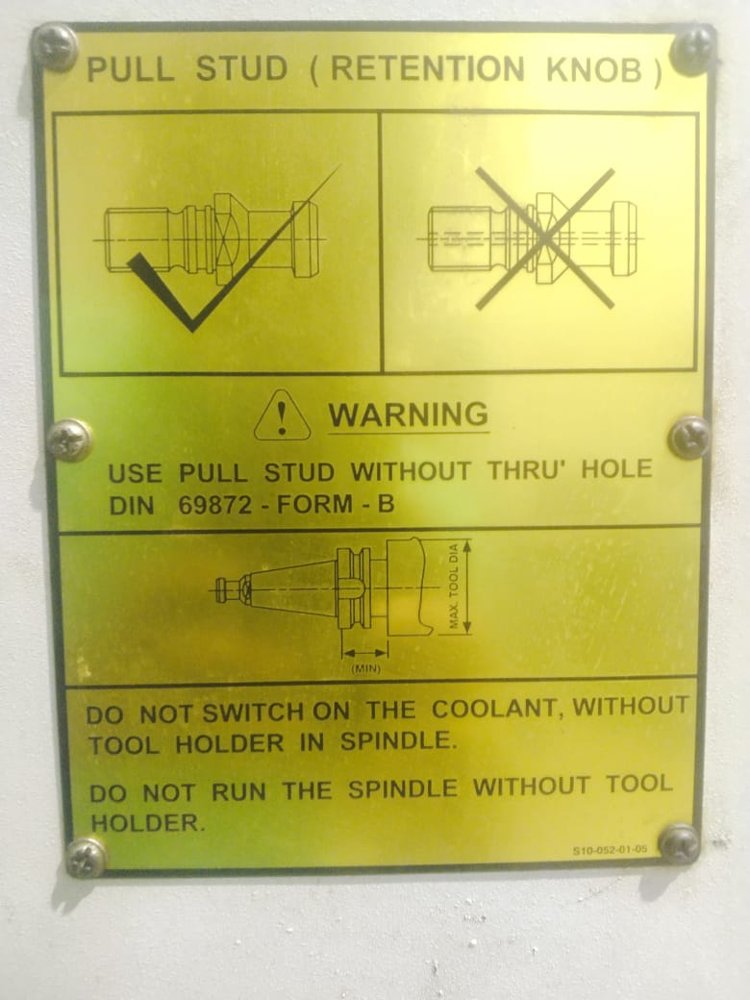 PULL STUD (RETENTION KNOB)
WARNING
USE PULL STUD WITHOUT THRU' HOLE
DIN 69872 - FORM - B
MAX. TOOL DIA
(MIN)
DO NOT SWITCH ON THE COOLANT, WITHOUT
TOOL HOLDER IN SPINDLE.
DO NOT RUN THE SPINDLE WITHOUT TOOL
HOLDER.
S10-052-01-05